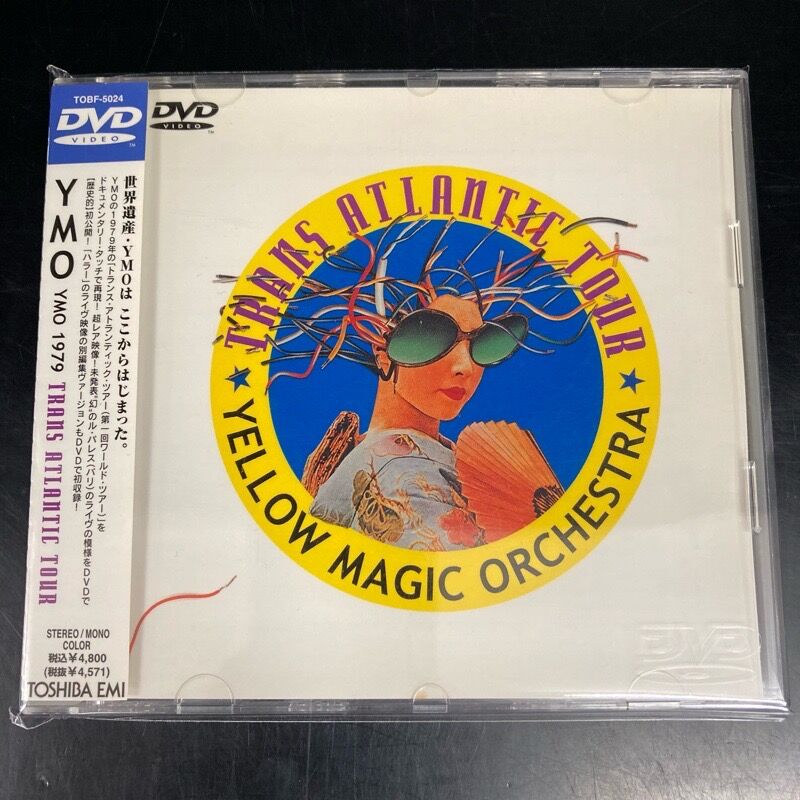 TOBF-5024
DVD
VIDEO
TM
YMO YMO 1979 TRANS ATLANTIC TOUR
世界遺産・YMOは ここからはじまった。
YMOの1979年の「トランス・アトランティック・ツアー(第一回ワールド・ツアー)」を
ドキュメンタリー・タッチで再現!超レア映像!未発表“幻”のル・パレス(パリ)のライヴの模様をDVDで
【歴史的】初公開!「ハラー」のライヴ映像の別編集ヴァージョンもDVDで初収録!
STEREO/MONO
COLOR
税込¥4,800
(税抜¥4,571)
TOSHIBA EMI
DVD
VIDEO
TM
TRANS ATLANTIC TOUR
★ YELLOW MAGIC ORCHESTRA ★
DVD